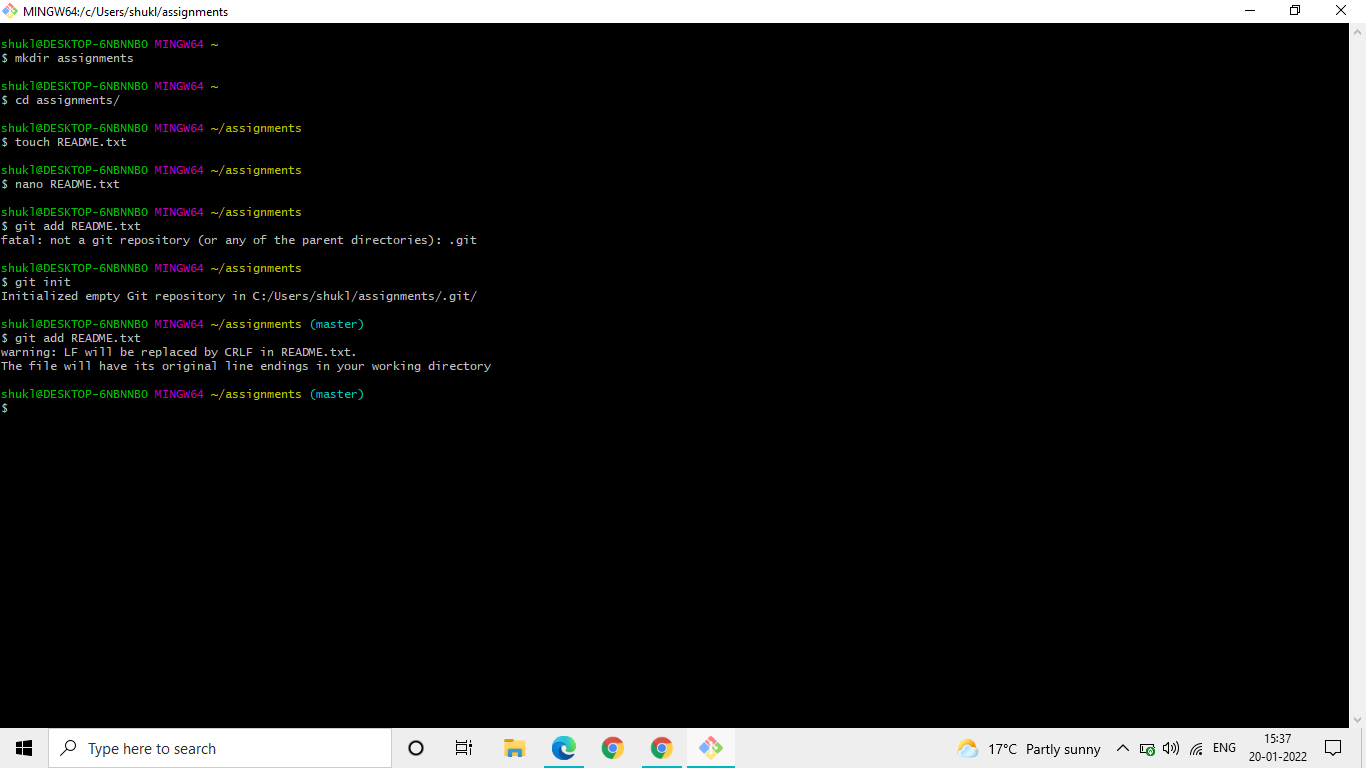 MINGW64:/c/Users/shukl/assignments
shukl@DESKTOP-6NBNNBO MINGW64 ~
$ mkdir assignments
shukl@DESKTOP-6NBNNBO MINGW64 ~
$ cd assignments/
shukl@DESKTOP-6NBNNBO MINGW64 ~/assignments
$ touch README.txt
shukl@DESKTOP-6NBNNBO MINGW64 ~/assignments
$ nano README.txt
shukl@DESKTOP-6NBNNBO MINGW64 ~/assignments
$ git add README.txt
fatal: not a git repository (or any of the parent directories): .git
shukl@DESKTOP-6NBNNBO MINGW64 ~/assignments
$ git init
Initialized empty Git repository in C:/Users/shukl/assignments/.git/
shukl@DESKTOP-6NBNNBO MINGW64 ~/assignments (master)
$ git add README.txt
warning: LF will be replaced by CRLF in README.txt.
The file will have its original line endings in your working directory
shukl@DESKTOP-6NBNNBO MINGW64 ~/assignments (master)
$
Type here to search
17°C Partly sunny
ENG
15:37
20-01-2022